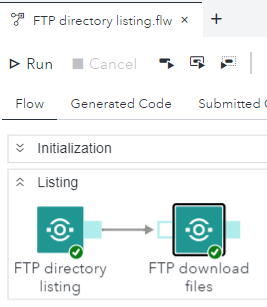 FTP directory listing.flw
Run
Cancel
Flow
Generated Code
Submitted
Initialization
Listing
FTP directory
listing
FTP download
files